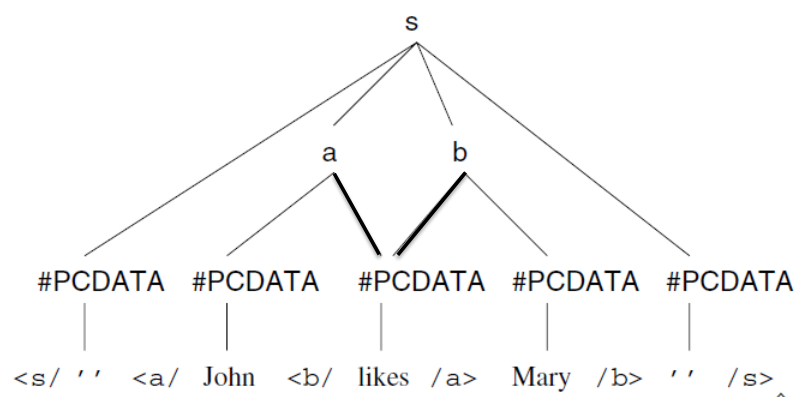 s
a b
#PCDATA #PCDATA #PCDATA #PCDATA #PCDATA
<s/ '' <a/ John <b/ likes /a> Mary /b> '' /s>
^